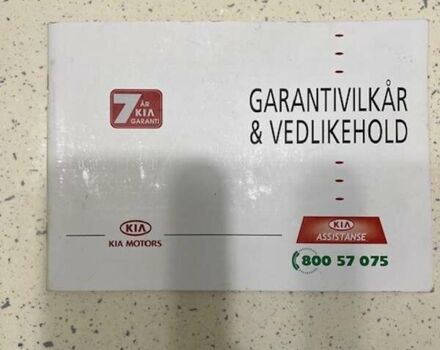 7 ÅR
KIA
GARANTI
GARANTIVILKÅR
& VEDLIKEHOLD
KIA
KIA MOTORS
KIA
ASSISTANSE
800 57 075